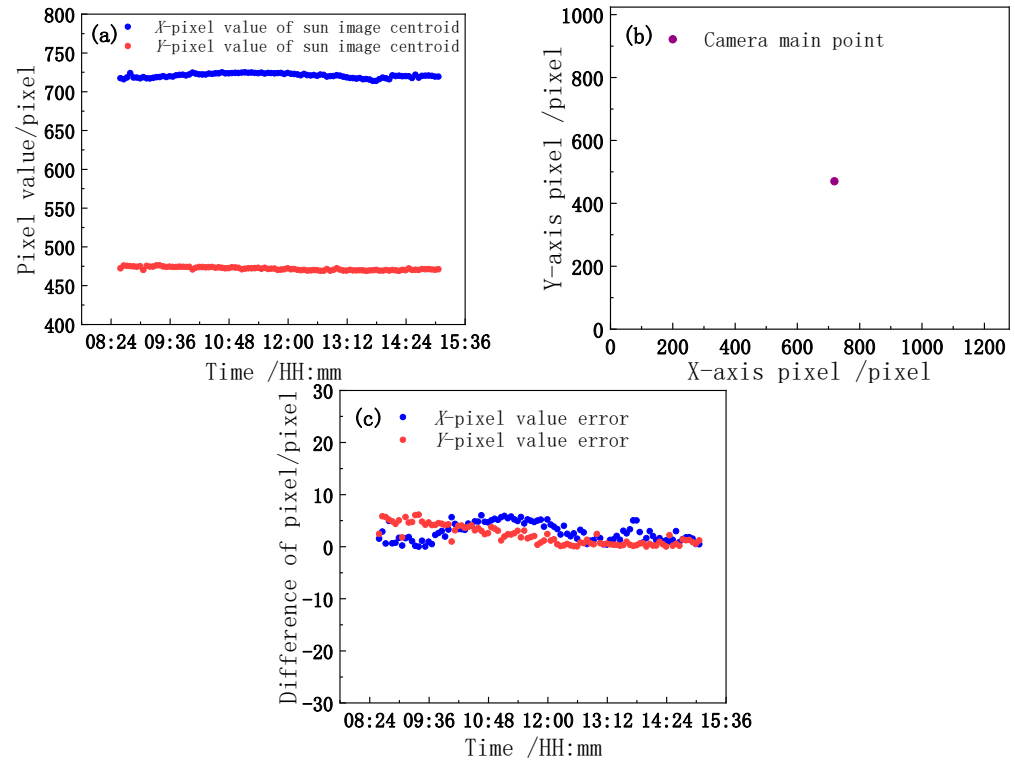 (a)
X-pixel value of sun image centroid
Y-pixel value of sun image centroid
800
750
700
650
600
550
500
450
400
Pixel value/pixel
08:24 09:36 10:48 12:00 13:12 14:24 15:36
Time /HH:mm
(b)
Camera main point
1000
800
600
400
200
0
Y-axis pixel /pixel
0 200 400 600 800 1000 1200
X-axis pixel /pixel
(c)
X-pixel value error
Y-pixel value error
30
20
10
0
-10
-20
-30
Difference of pixel/pixel
08:24 09:36 10:48 12:00 13:12 14:24 15:36
Time /HH:mm